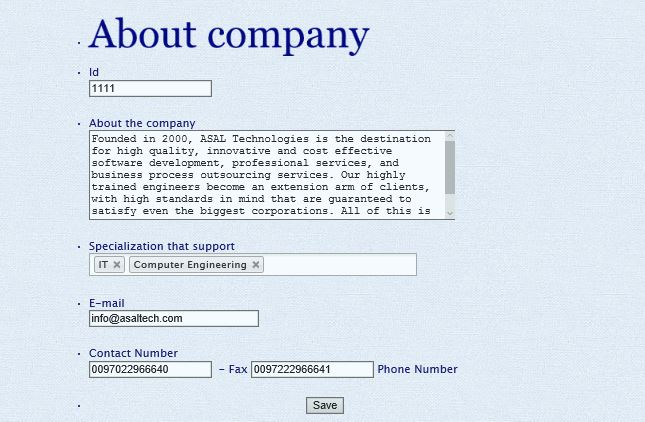 About company
Id
1111
About the company
Founded in 2000, ASAL Technologies is the destination
for high quality, innovative and cost effective
software development, professional services, and
business process outsourcing services. Our highly
trained engineers become an extension arm of clients,
with high standards in mind that are guaranteed to
satisfy even the biggest corporations. All of this is
Specialization that support
IT × Computer Engineering ×
E-mail
info@asaltech.com
Contact Number
0097022966640 - Fax 0097222966641 Phone Number
Save